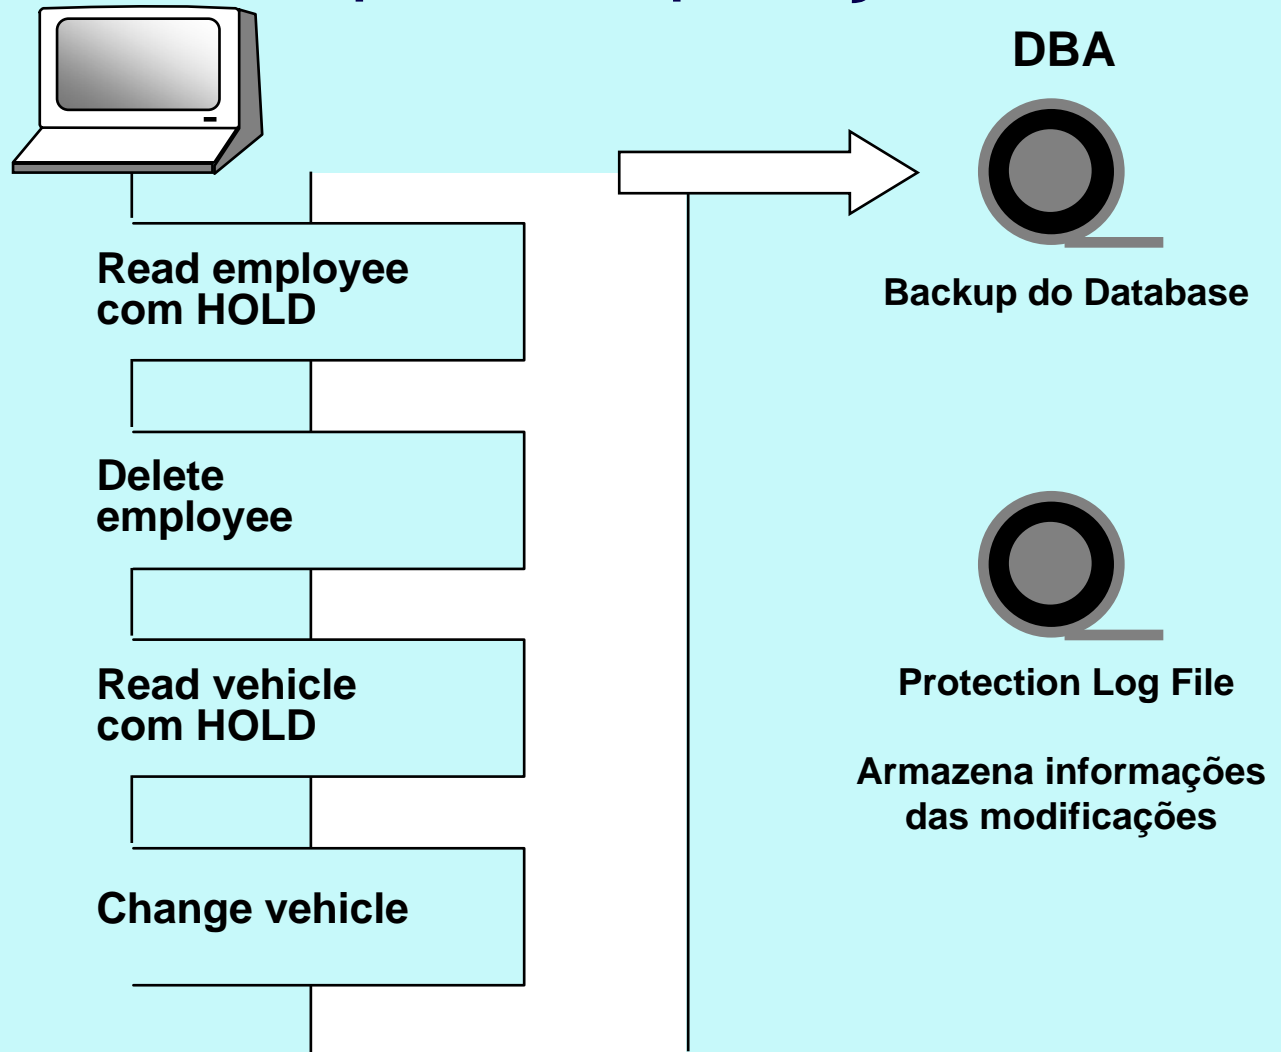 DBA
Read employee
com HOLD
Backup do Database
Delete
employee
Read vehicle
com HOLD
Protection Log File
Armazena informações
das modificações
Change vehicle